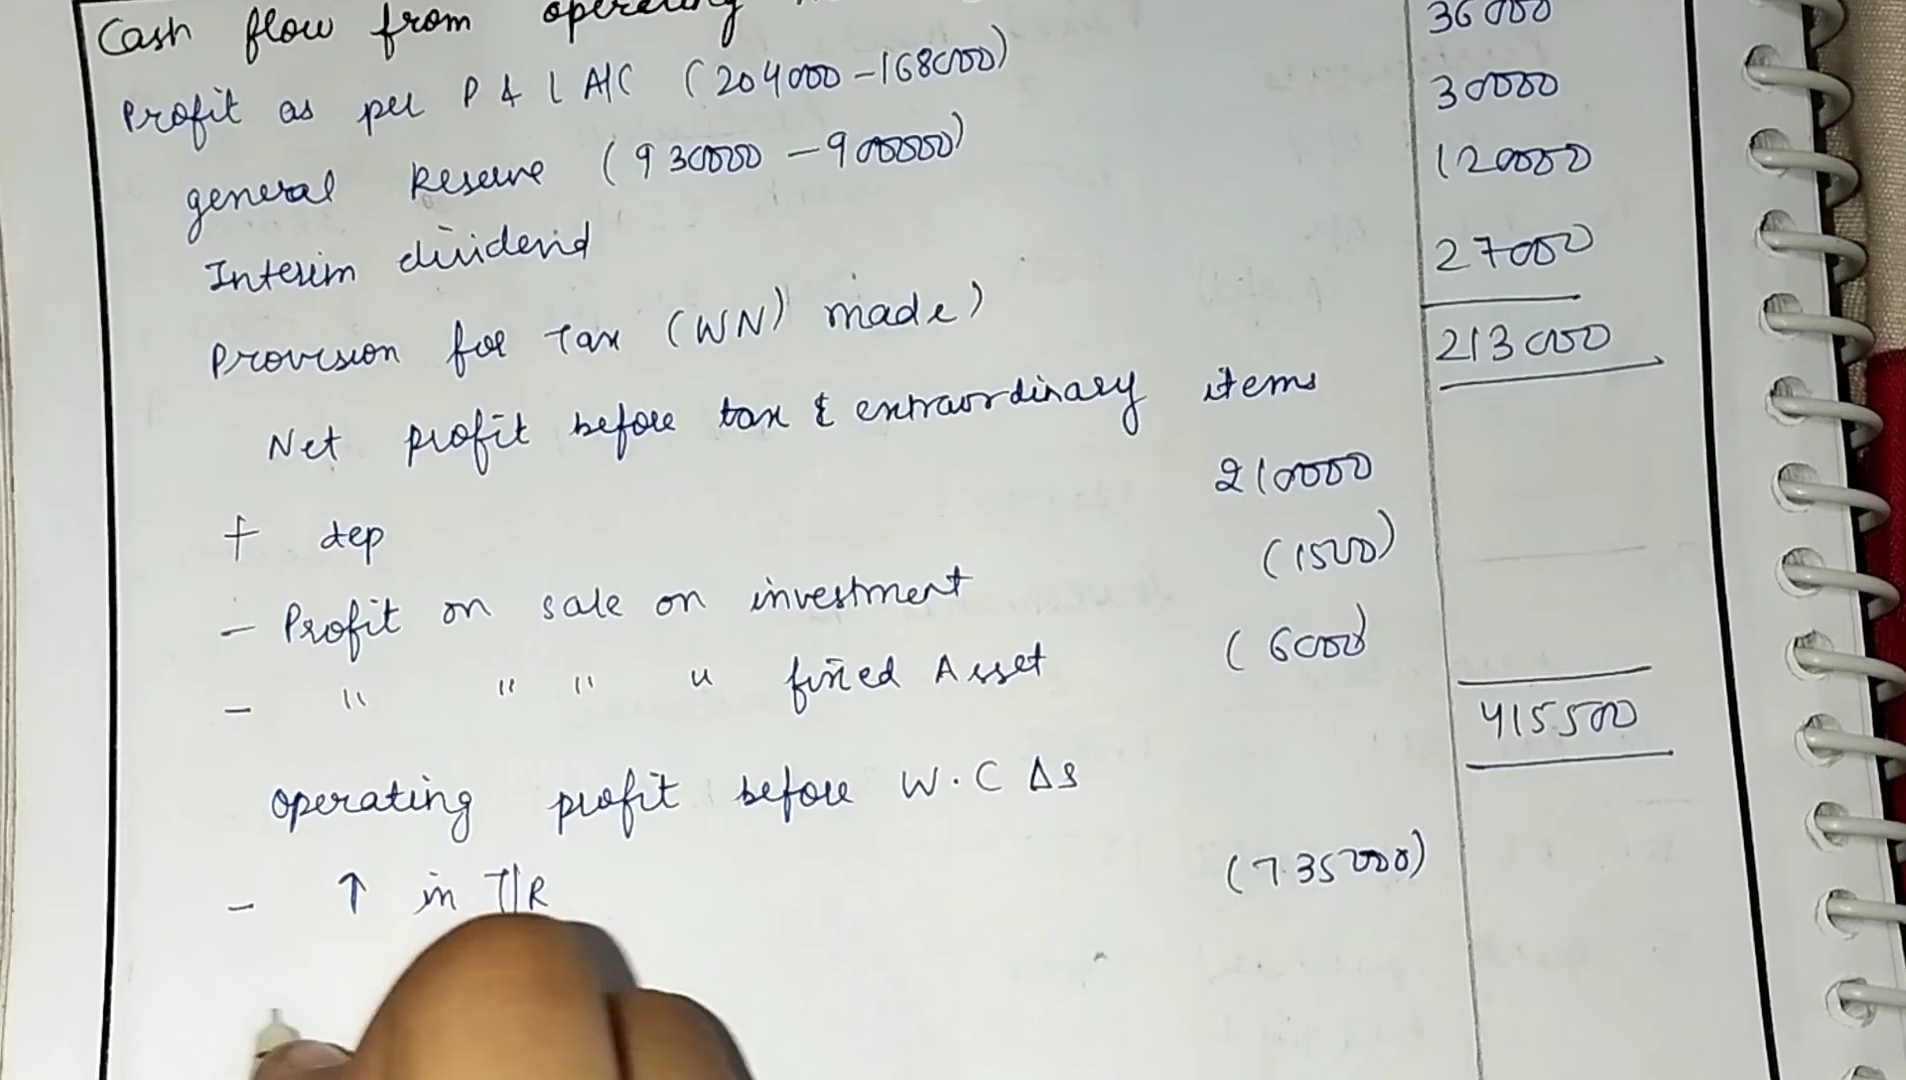 Cash flow from operating
Profit as per P & L A/C (204000-168000) 36000
general Reserve (930000 - 900000) 30000
Interim dividend 120000
Provision for Tax (WN) made) 27000
Net profit before tax & extraordinary items 213000
+ dep 210000
- Profit on sale on investment (1500)
- " " " " fixed Asset (6000)
Operating profit before W.C Δs 415500
- ↑ in T/R (735000)